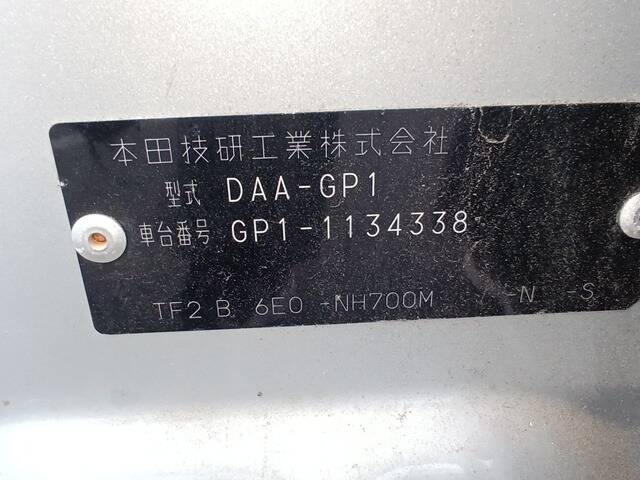 本田技研工業株式会社
型式 DAA-GP1
車台番号 GP1-1134338
TF2 B 6E0 -NH700M / -N -S